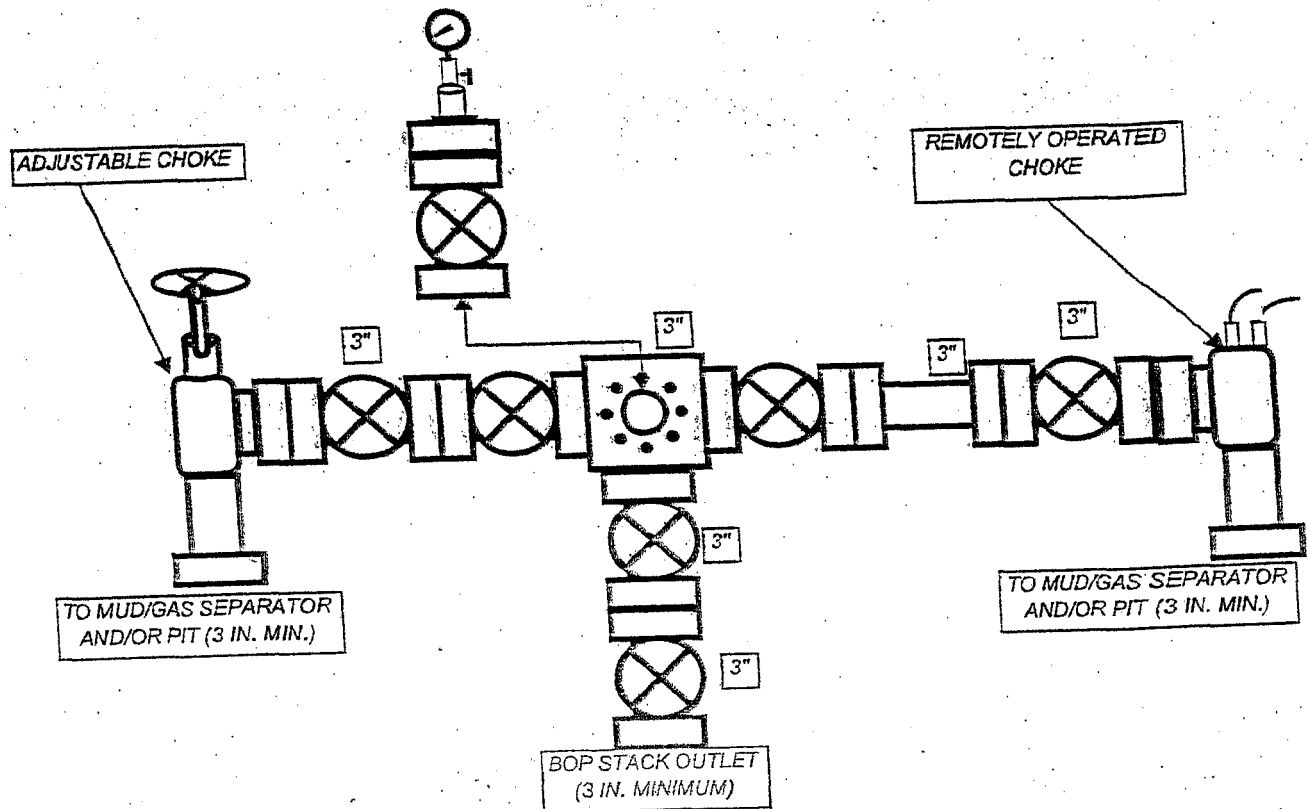 ADJUSTABLE CHOKE
REMOTELY OPERATED
CHOKE
3"
3"
3"
3"
3"
3"
TO MUD/GAS SEPARATOR
AND/OR PIT (3 IN. MIN.)
TO MUD/GAS SEPARATOR
AND/OR PIT (3 IN. MIN.)
BOP STACK OUTLET
(3 IN. MINIMUM)